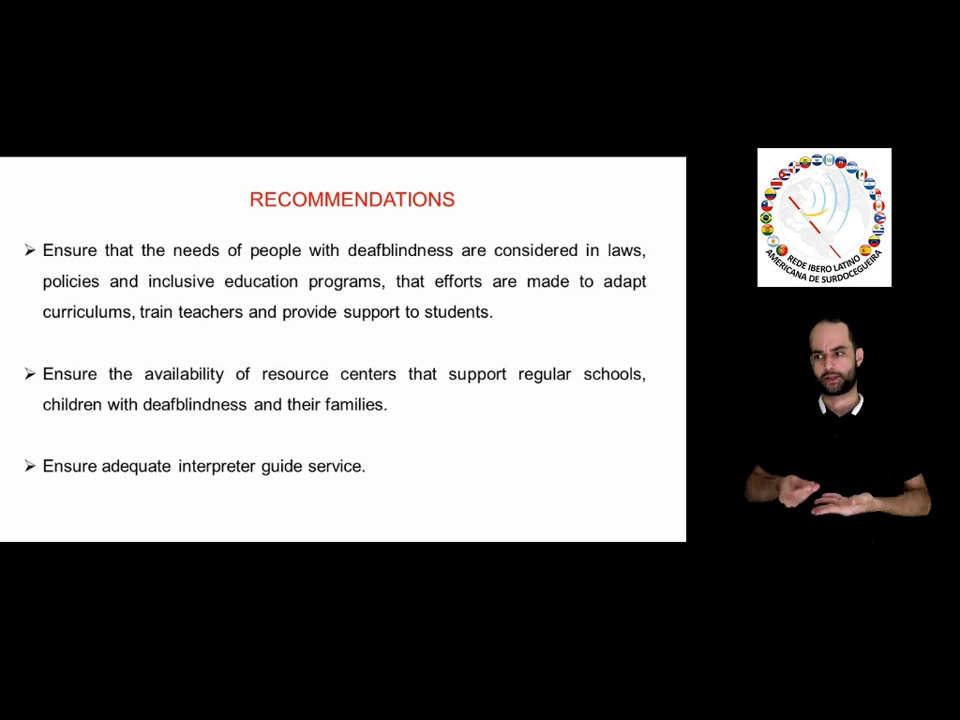 RECOMMENDATIONS
➢ Ensure that the needs of people with deafblindness are considered in laws,
policies and inclusive education programs, that efforts are made to adapt
curriculums, train teachers and provide support to students.
➢ Ensure the availability of resource centers that support regular schools,
children with deafblindness and their families.
➢ Ensure adequate interpreter guide service.
REDE IBERO LATINO
AMERICANA DE SURDOCEGUEIRA